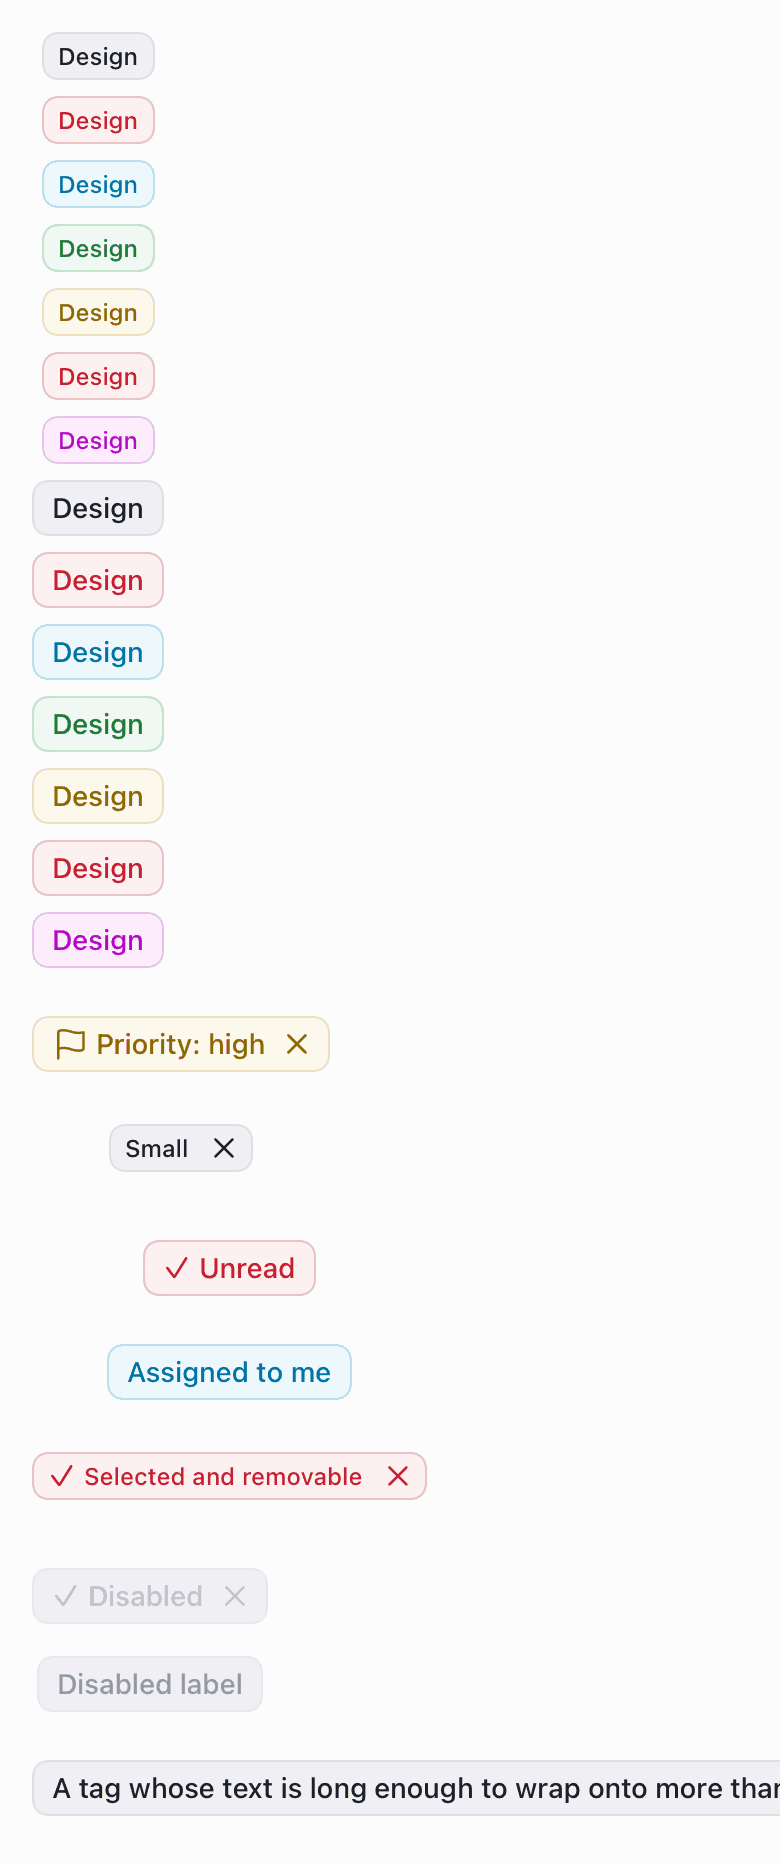 Design
Design
Design
Design
Design
Design
Design
Design
Design
Design
Design
Design
Design
Design
Priority: high
Small
Unread
Assigned to me
Selected and removable
Disabled
Disabled label
A tag whose text is long enough to wrap onto more than